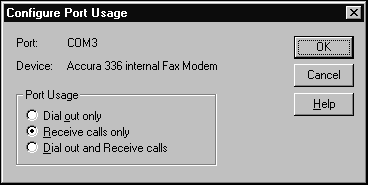 Configure Port Usage
Port: COM3
OK
Device: Accura 336 internal Fax Modem
Cancel
Port Usage
Help
Dial out only
Receive calls only
Dial out and Receive calls